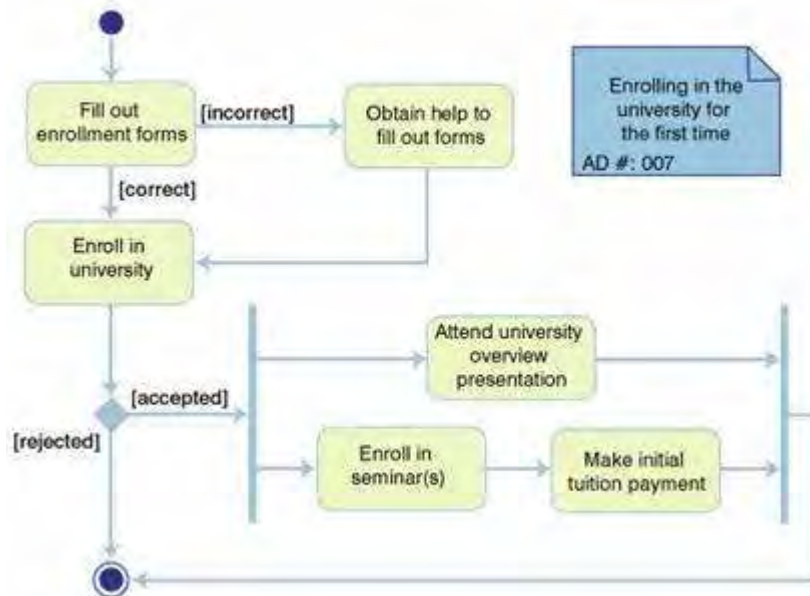 Fill out
enrollment forms
[incorrect]
Obtain help to
fill out forms
Enrolling in the
university for
the first time
AD #: 007
[correct]
Enroll in
university
Attend university
overview
presentation
[accepted]
[rejected]
Enroll in
seminar(s)
Make initial
tuition payment